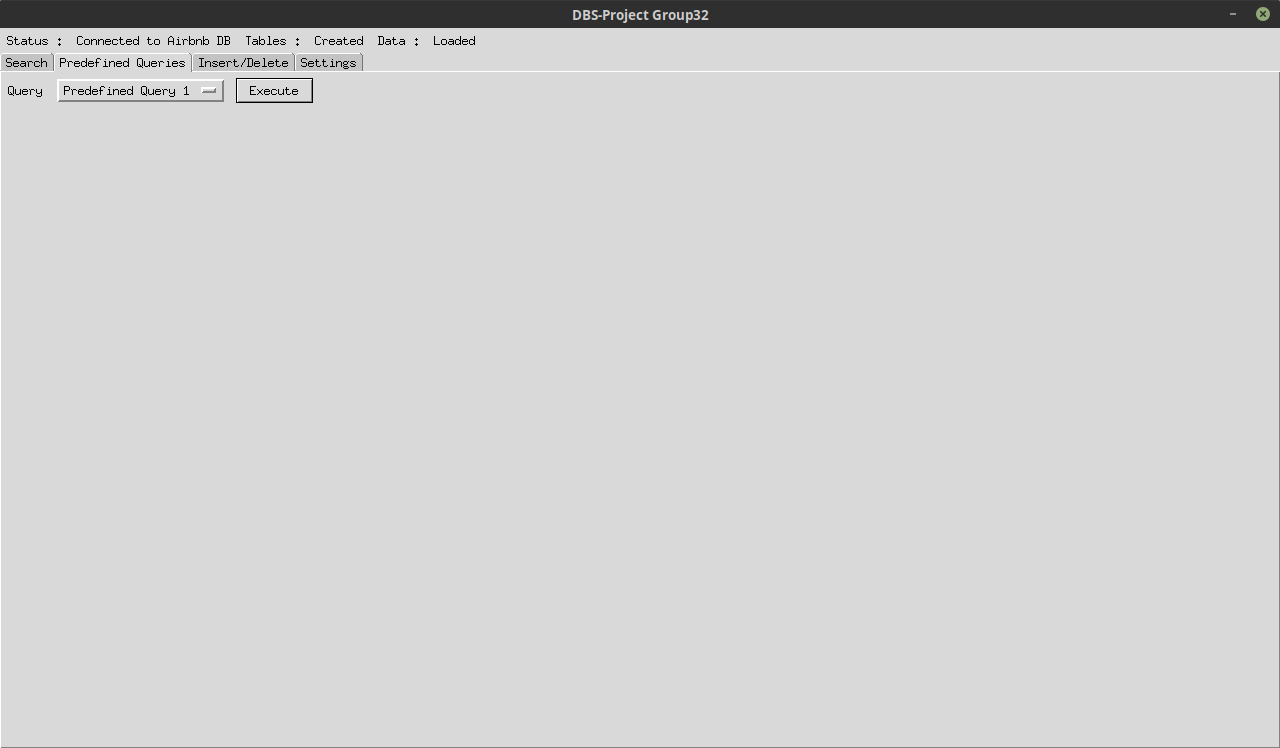 DBS-Project Group32
Status : Connected to Airbnb DB Tables : Created Data : Loaded
Search Predefined Queries Insert/Delete Settings
Query Predefined Query 1 Execute